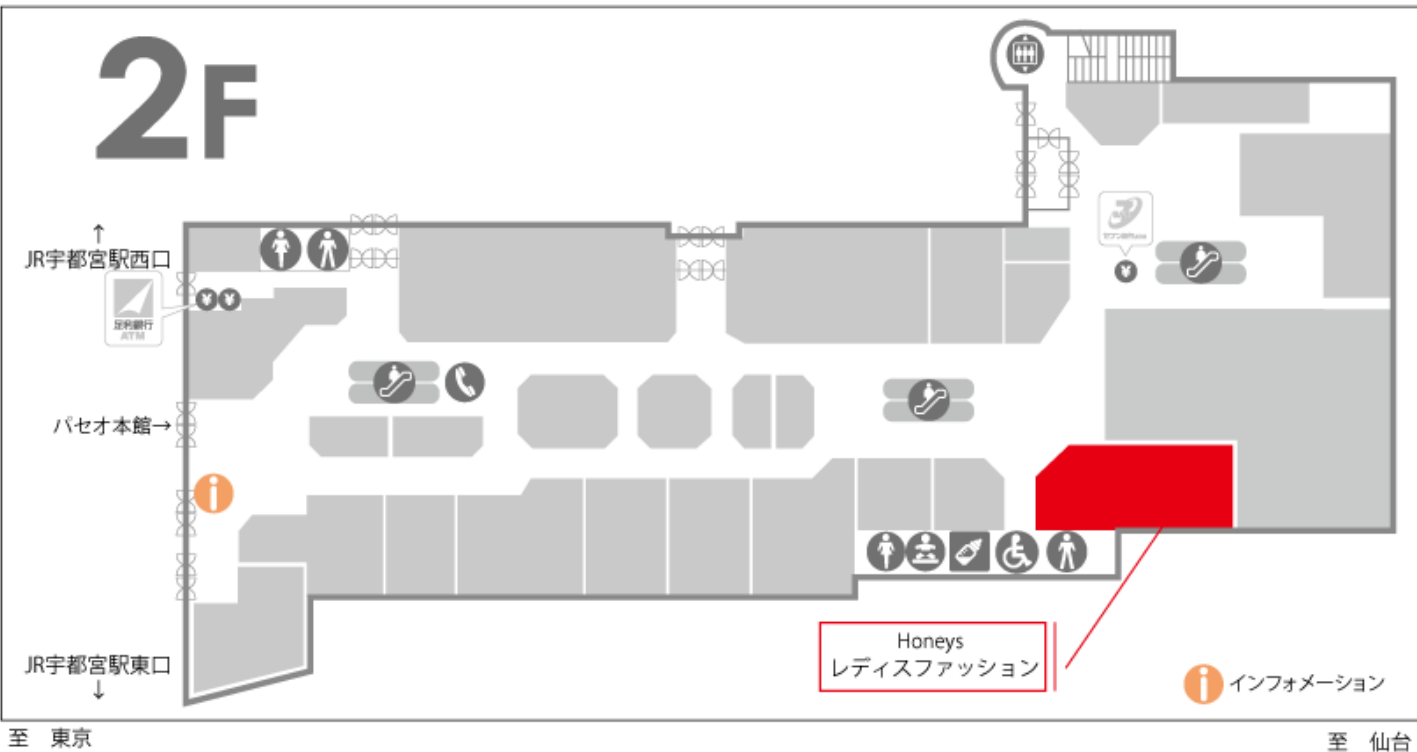 2F
↑
JR宇都宮駅西口
足利銀行
ATM
パセオ本館→
JR宇都宮駅東口
↓
Honeys
レディスファッション
インフォメーション
至 東京
至 仙台